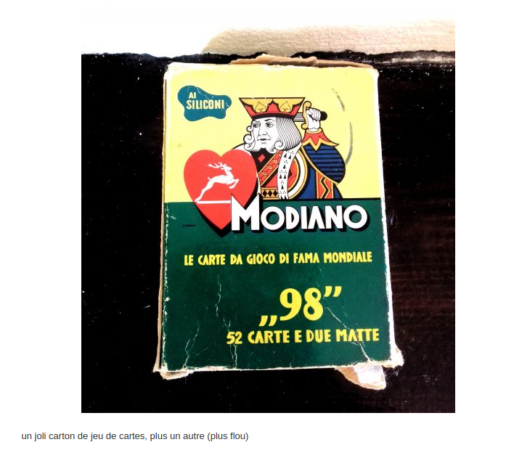 AI
SILICONI
MODIANO
LE CARTE DA GIOCO DI FAMA MONDIALE
„98”
52 CARTE E DUE MATTE
un joli carton de jeu de cartes, plus un autre (plus flou)